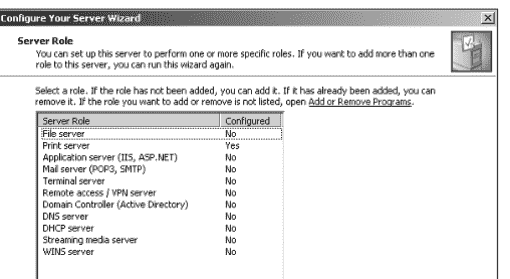 Configure Your Server Wizard
Server Role
You can set up this server to perform one or more specific roles. If you want to add more than one
role to this server, you can run this wizard again.
Select a role. If the role has not been added, you can add it. If it has already been added, you can
remove it. If the role you want to add or remove is not listed, open Add or Remove Programs.
Server Role Configured
File server No
Print server Yes
Application server (IIS, ASP.NET) No
Mail server (POP3, SMTP) No
Terminal server No
Remote access / VPN server No
Domain Controller (Active Directory) No
DNS server No
DHCP server No
Streaming media server No
WINS server No